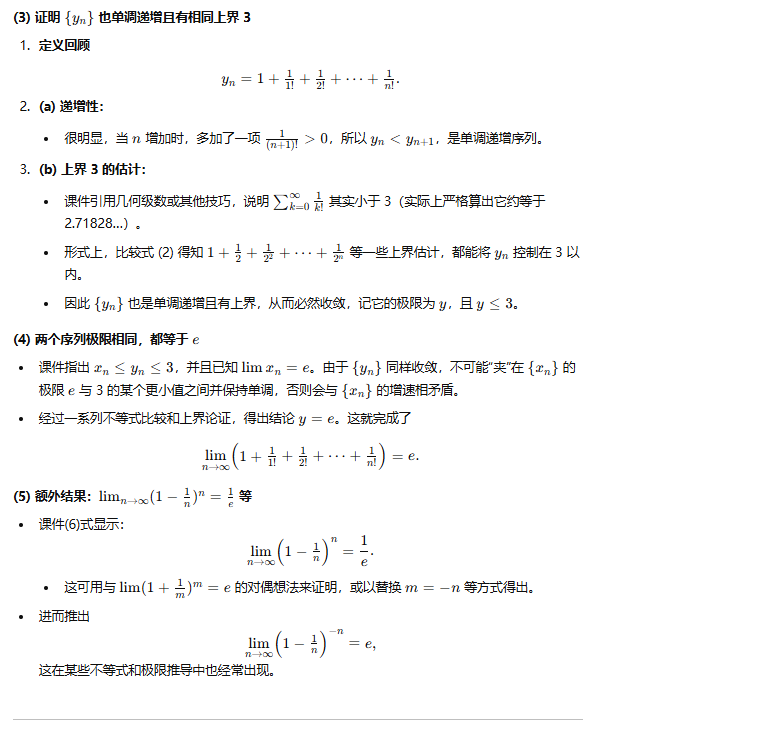 (3) 证明 {yₙ} 也单调递增且有相同上界 3
1. 定义回顾
yₙ = 1 + 1/1! + 1/2! + ⋯ + 1/n!.
2. (a) 递增性：
• 很明显，当 n 增加时，多加了一项 1/(n+1)! > 0，所以 yₙ < yₙ₊₁，是单调递增序列。
3. (b) 上界 3 的估计：
• 课件引用几何级数或其他技巧，说明 ∑_{k=0}^{∞} 1/k! 其实小于 3（实际上严格算出它约等于
2.71828…）。
• 形式上，比较式 (2) 得知 1 + 1/2 + 1/2² + ⋯ + 1/2ⁿ 等一些上界估计，都能将 yₙ 控制在 3 以
内。
• 因此 {yₙ} 也是单调递增且有上界，从而必然收敛，记它的极限为 y，且 y ≤ 3。
(4) 两个序列极限相同，都等于 e
• 课件指出 xₙ ≤ yₙ ≤ 3，并且已知 lim xₙ = e。由于 {yₙ} 同样收敛，不可能“夹”在 {xₙ} 的
极限 e 与 3 的某个更小值之间并保持单调，否则会与 {xₙ} 的增速相矛盾。
• 经过一系列不等式比较和上界论证，得出结论 y = e。这就完成了
lim_{n→∞} (1 + 1/1! + 1/2! + ⋯ + 1/n!) = e.
(5) 额外结果：lim_{n→∞}(1 − 1/n)ⁿ = 1/e 等
• 课件(6)式显示：
lim_{n→∞} (1 − 1/n)ⁿ = 1/e.
• 这可用与 lim(1 + 1/m)ᵐ = e 的对偶想法来证明，或以替换 m = −n 等方式得出。
• 进而推出
lim_{n→∞} (1 − 1/n)⁻ⁿ = e,
这在某些不等式和极限推导中也经常出现。